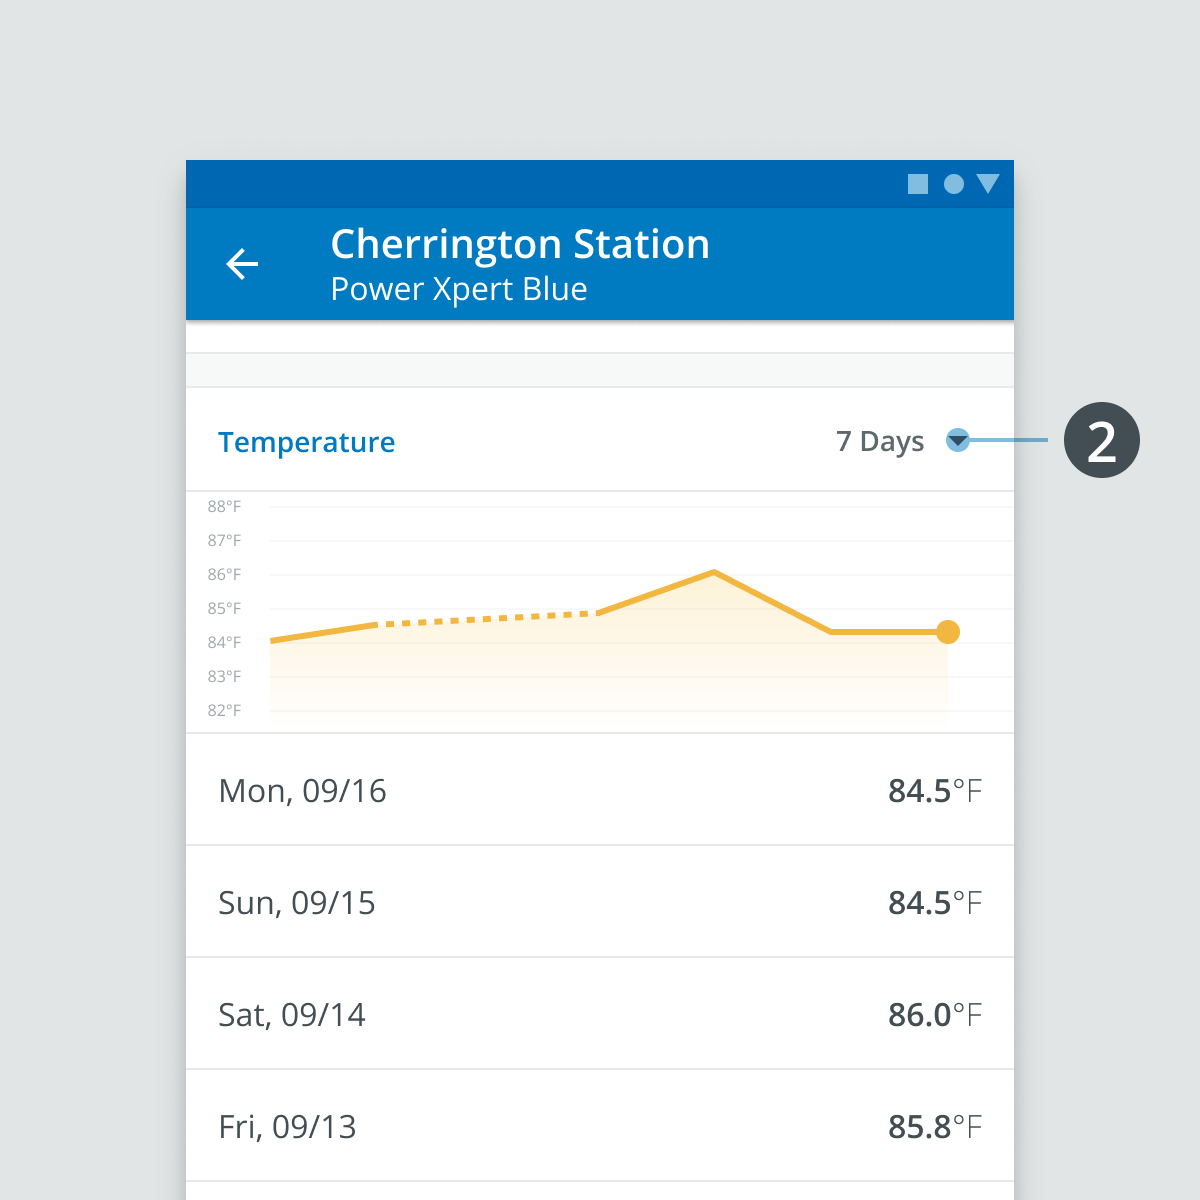 Cherrington Station
Power Xpert Blue
Temperature
7 Days
2
88°F
87°F
86°F
85°F
84°F
83°F
82°F
Mon, 09/16
84.5°F
Sun, 09/15
84.5°F
Sat, 09/14
86.0°F
Fri, 09/13
85.8°F